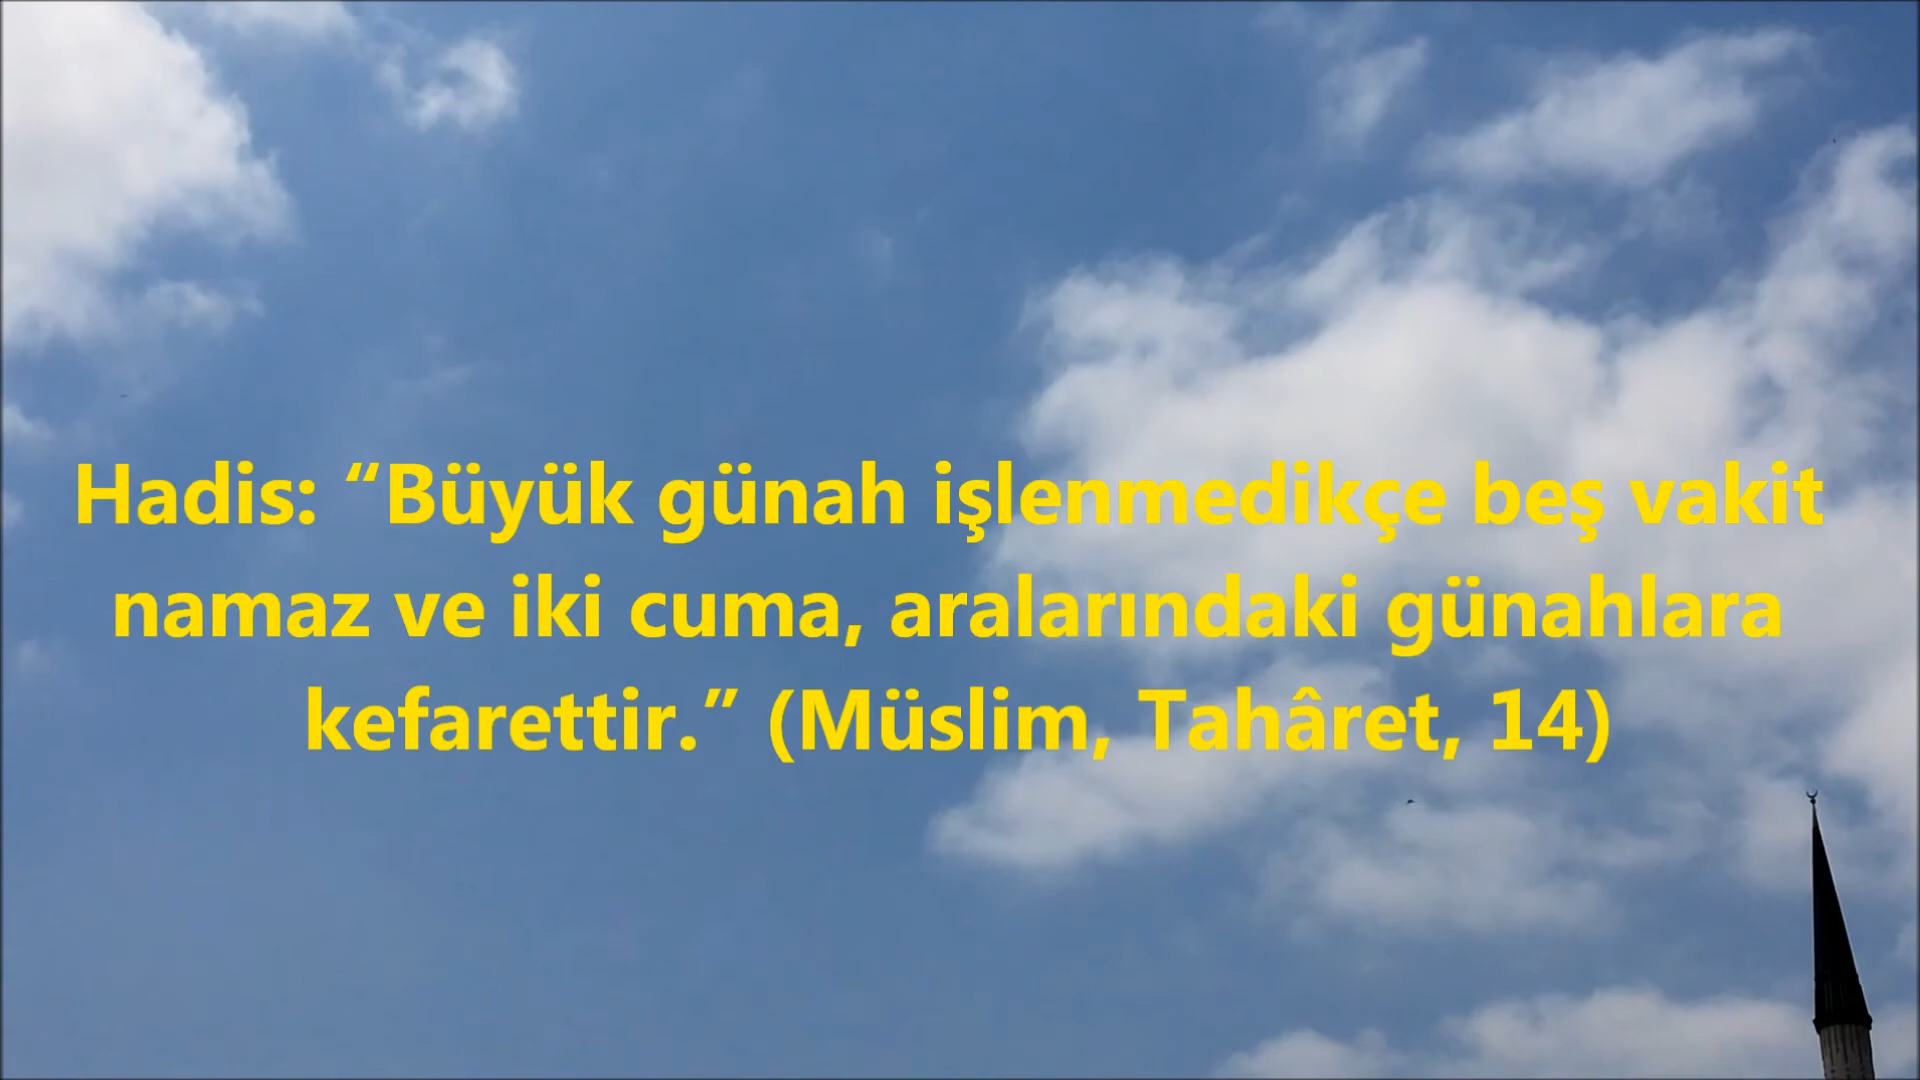 Hadis: “Büyük günah işlenmedikçe beş vakit
namaz ve iki cuma, aralarındaki günahlara
kefarettir.” (Müslim, Tahâret, 14)